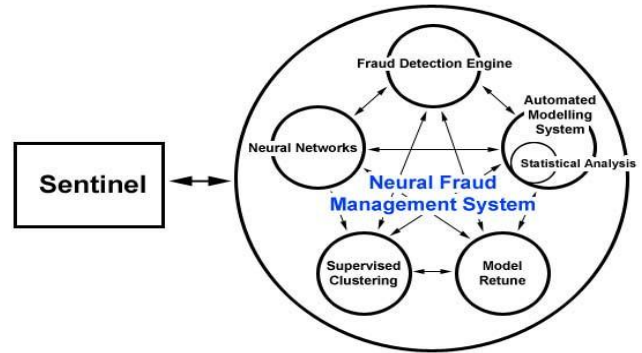 Fraud Detection Engine
Automated
Modelling
System
Neural Networks
Statistical Analysis
Sentinel
Neural Fraud
Management System
Supervised
Clustering
Model
Retune